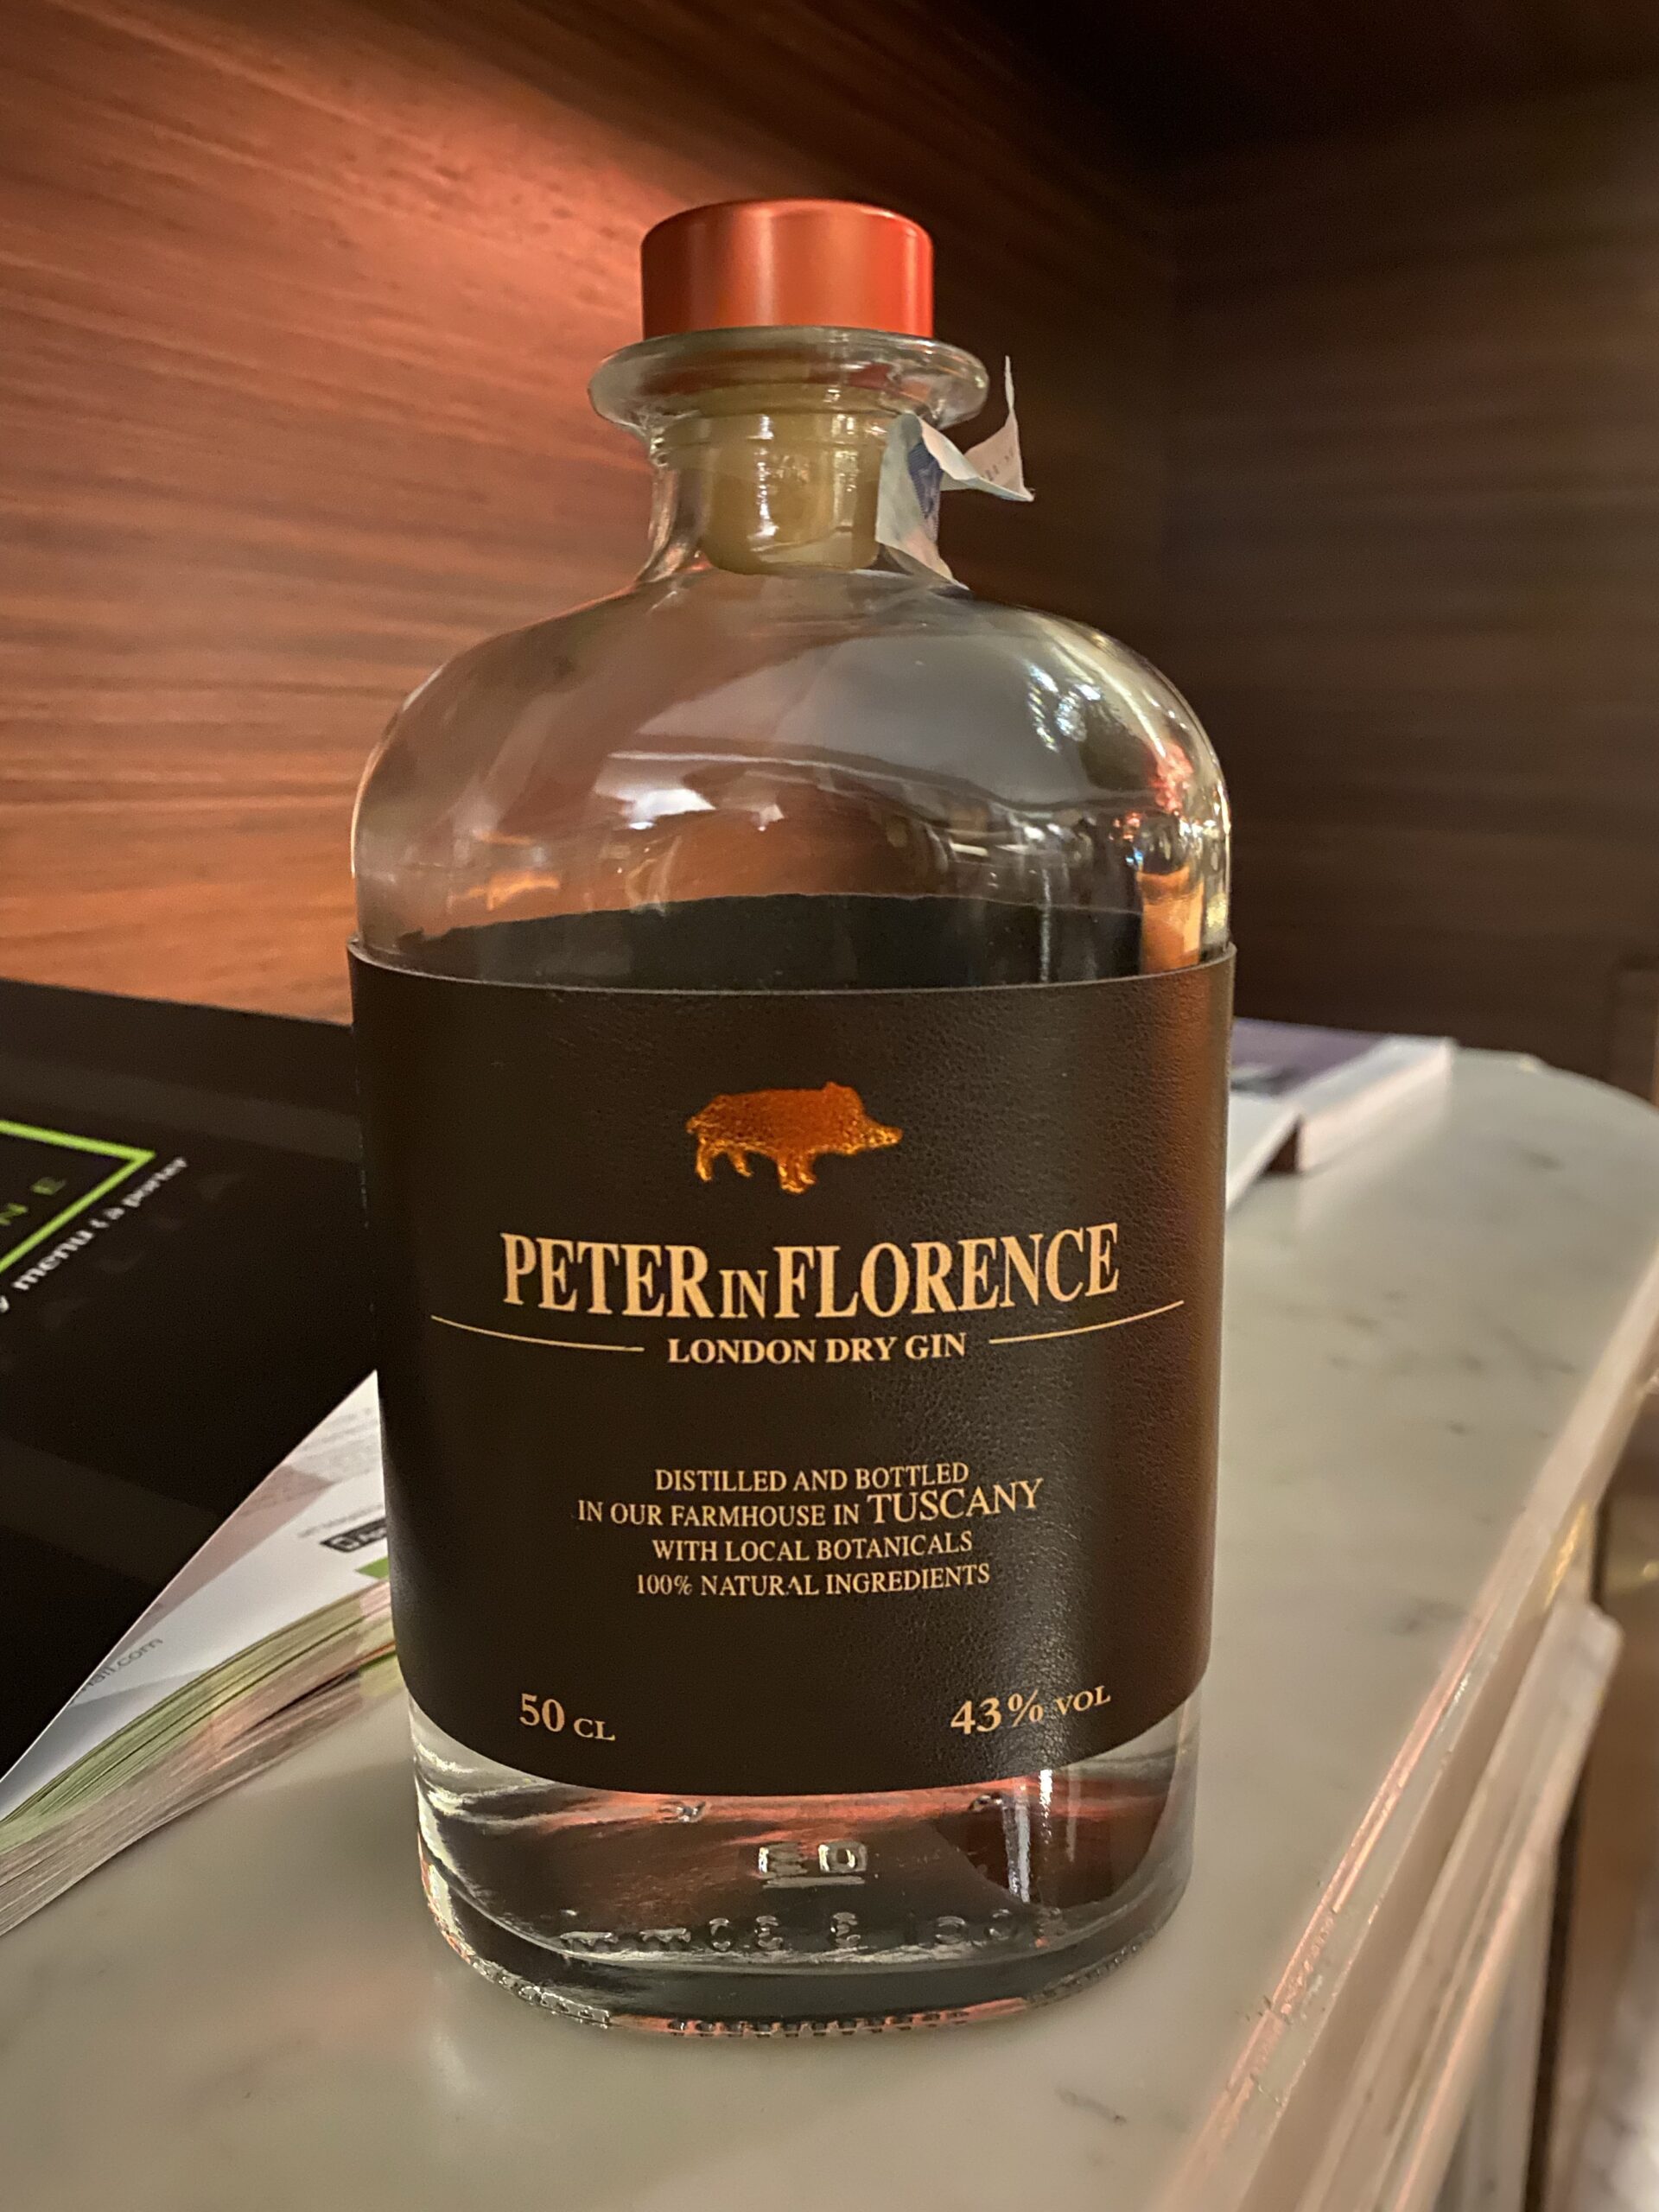 PETER IN FLORENCE
LONDON DRY GIN
DISTILLED AND BOTTLED
IN OUR FARMHOUSE IN TUSCANY
WITH LOCAL BOTANICALS
100% NATURAL INGREDIENTS
50 CL
43% VOL
menu